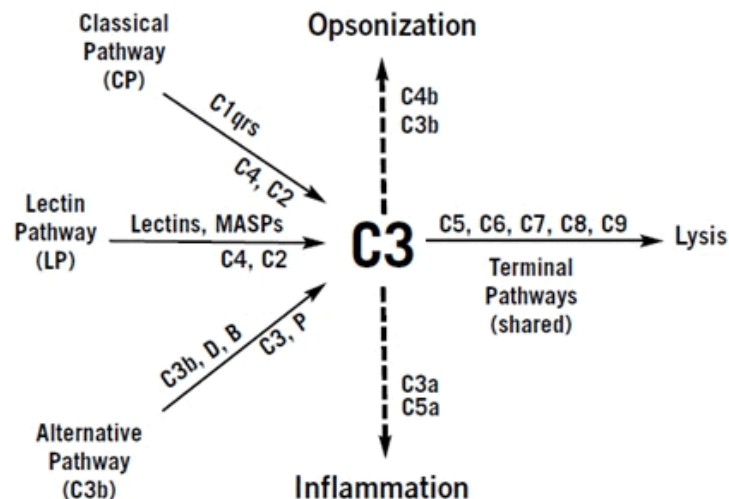 Classical
Pathway
(CP)
Opsonization
C1qrs
C4, C2
C4b
C3b
Lectin
Pathway
(LP)
Lectins, MASPs
C4, C2
C3
C5, C6, C7, C8, C9
Lysis
Terminal
Pathways
(shared)
C3b, D, B
C3, P
C3a
C5a
Alternative
Pathway
(C3b)
Inflammation